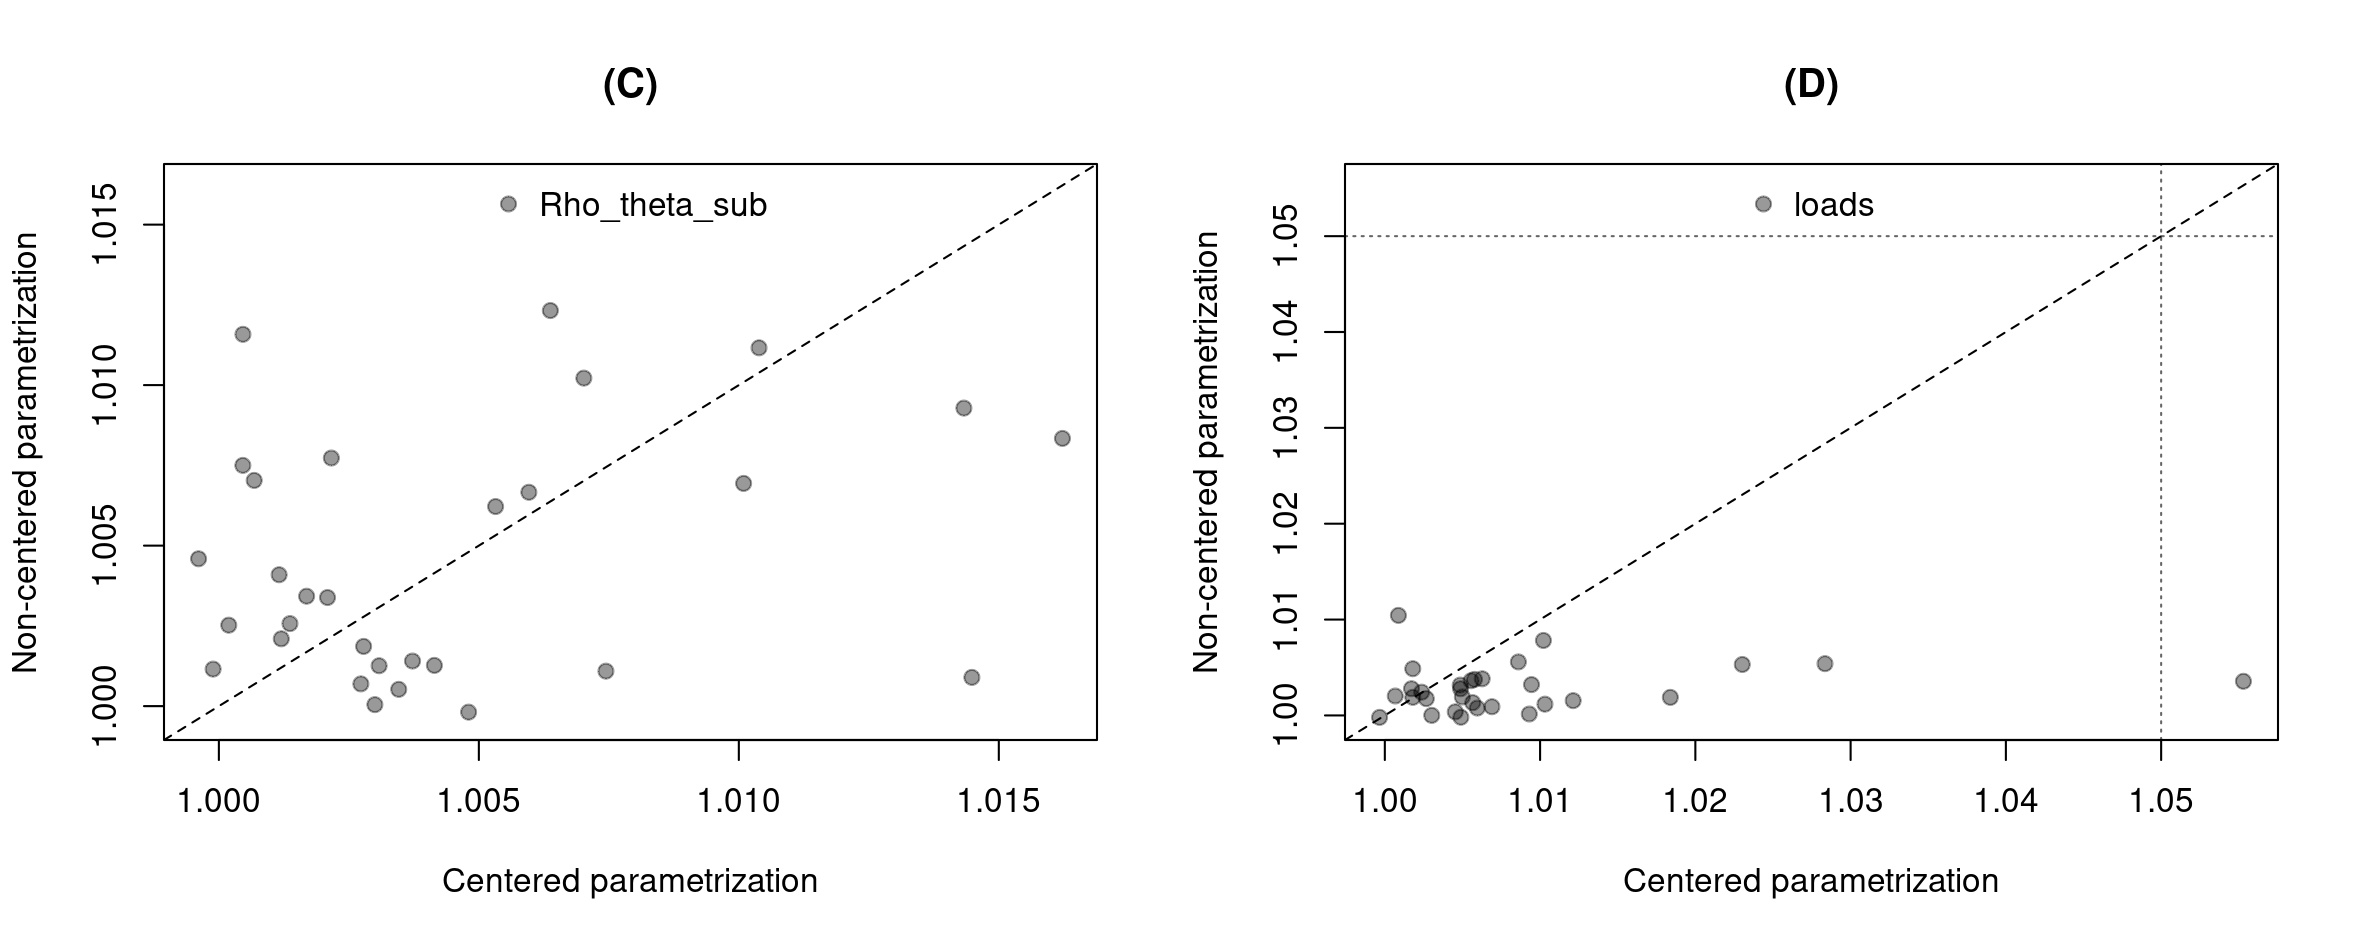 (C)
Rho_theta_sub
Non-centered parametrization
1.015
1.010
1.005
1.000
1.000 1.005 1.010 1.015
Centered parametrization
(D)
loads
Non-centered parametrization
1.05
1.04
1.03
1.02
1.01
1.00
1.00 1.01 1.02 1.03 1.04 1.05
Centered parametrization